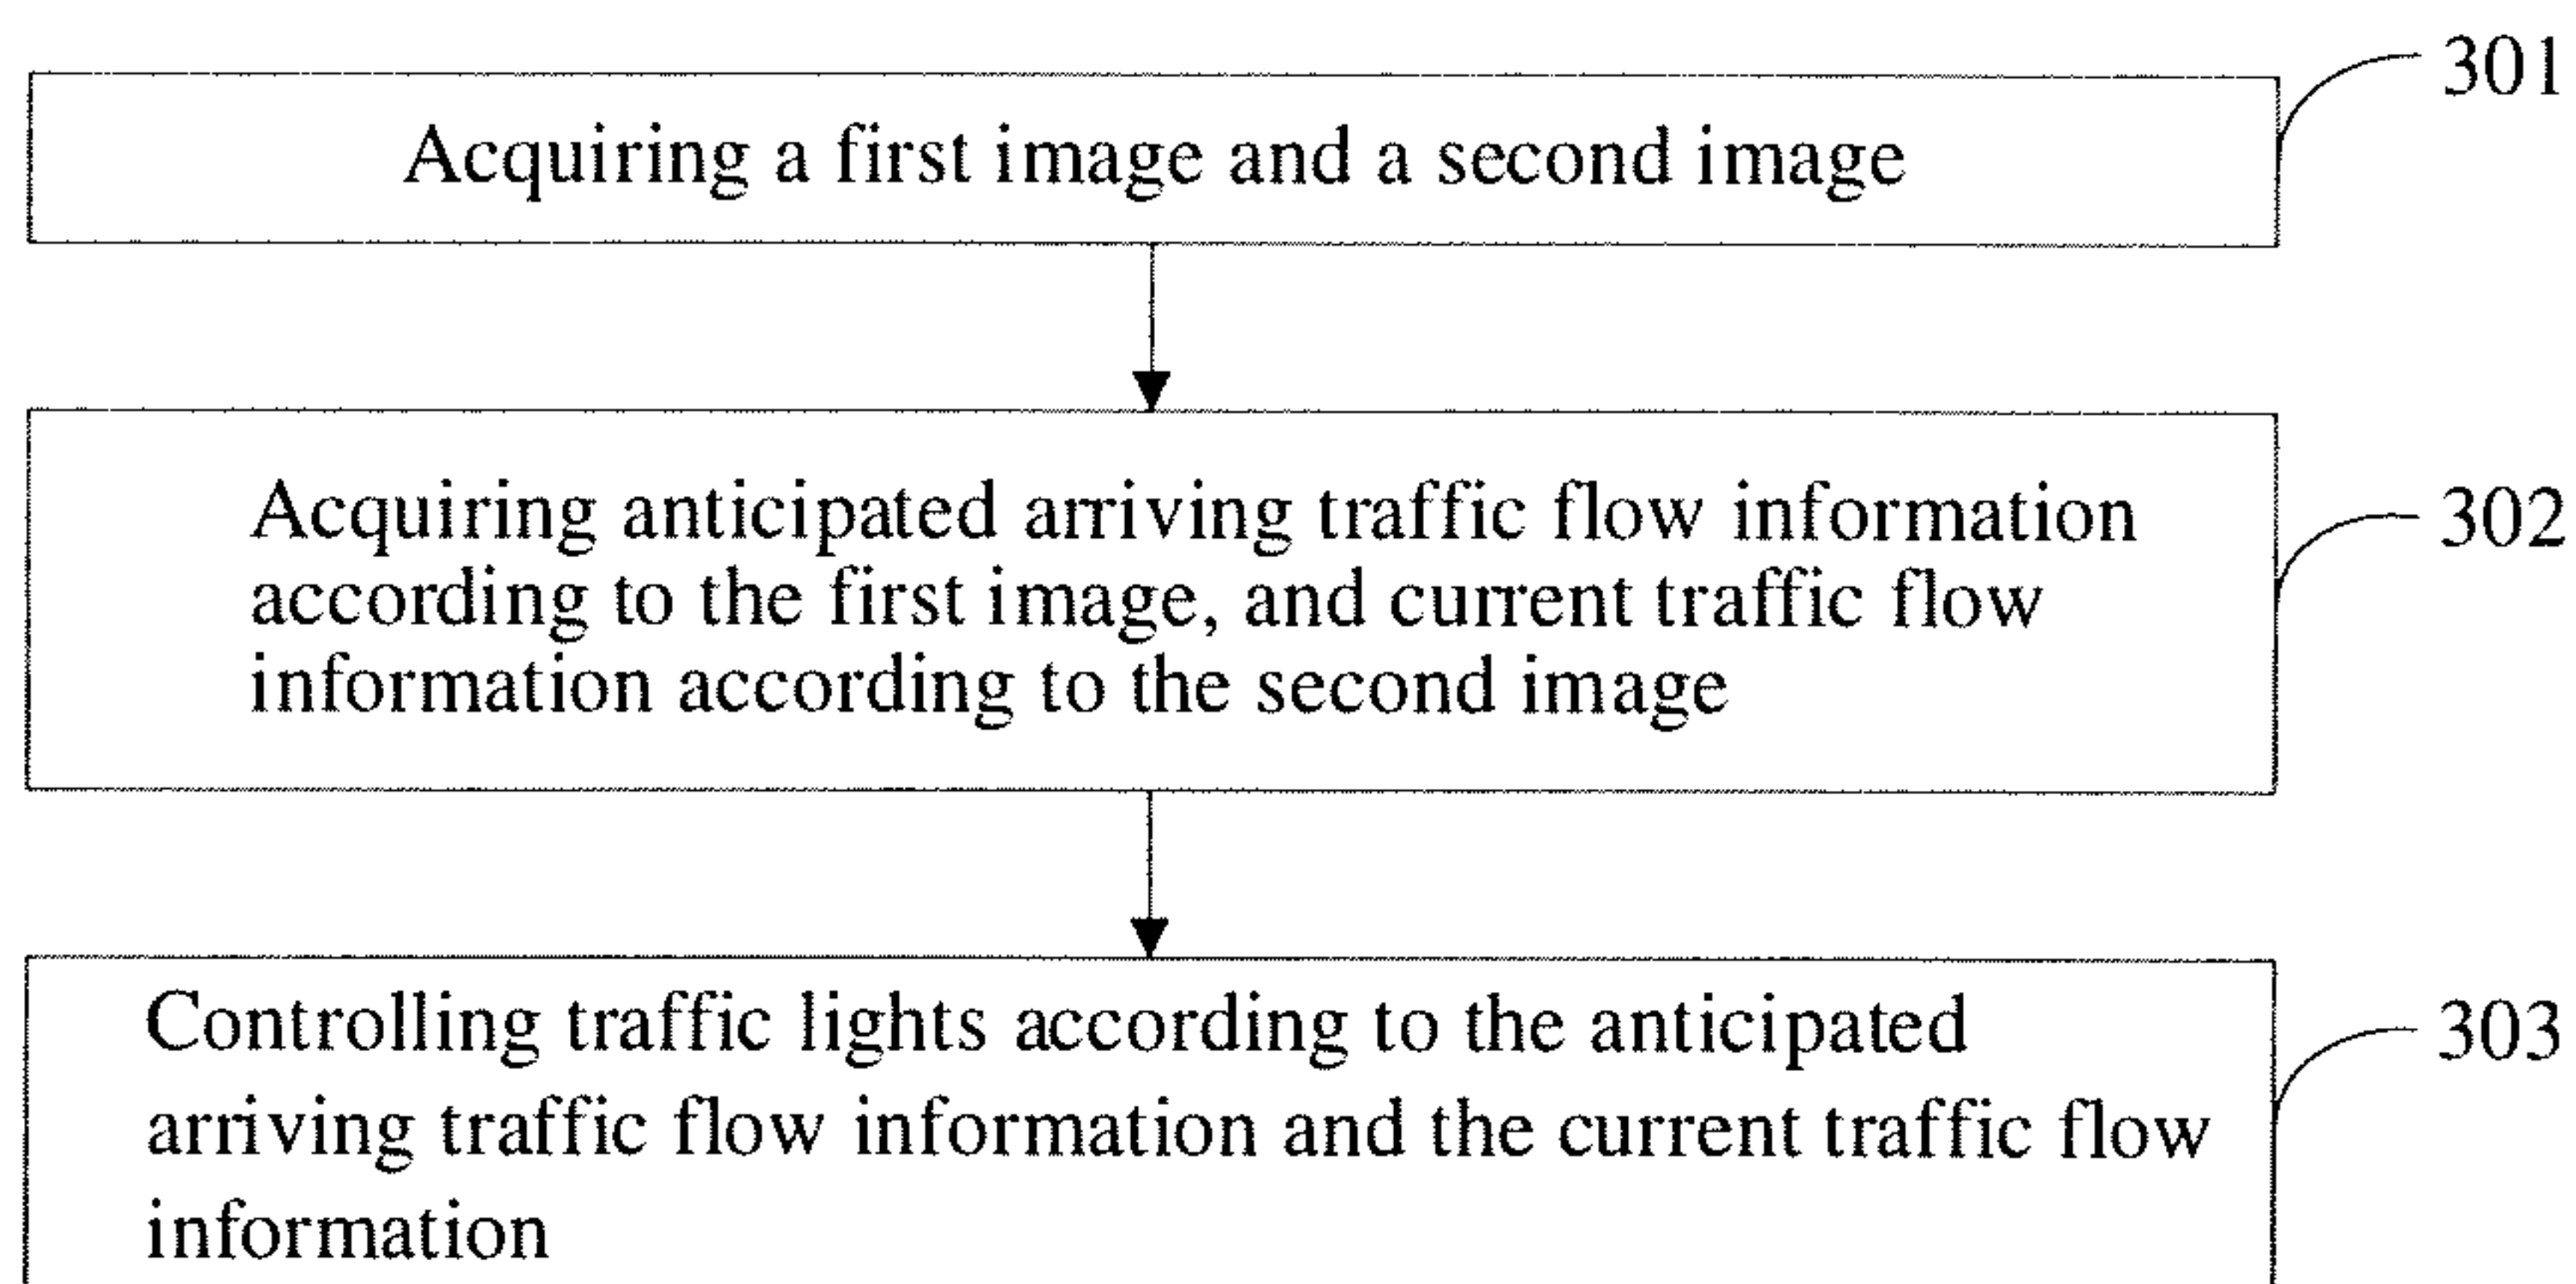 301
Acquiring a first image and a second image
Acquiring anticipated arriving traffic flow information
302
according to the first image, and current traffic flow
information according to the second image
Controlling traffic lights according to the anticipated
303
arriving traffic flow information and the current traffic flow
information